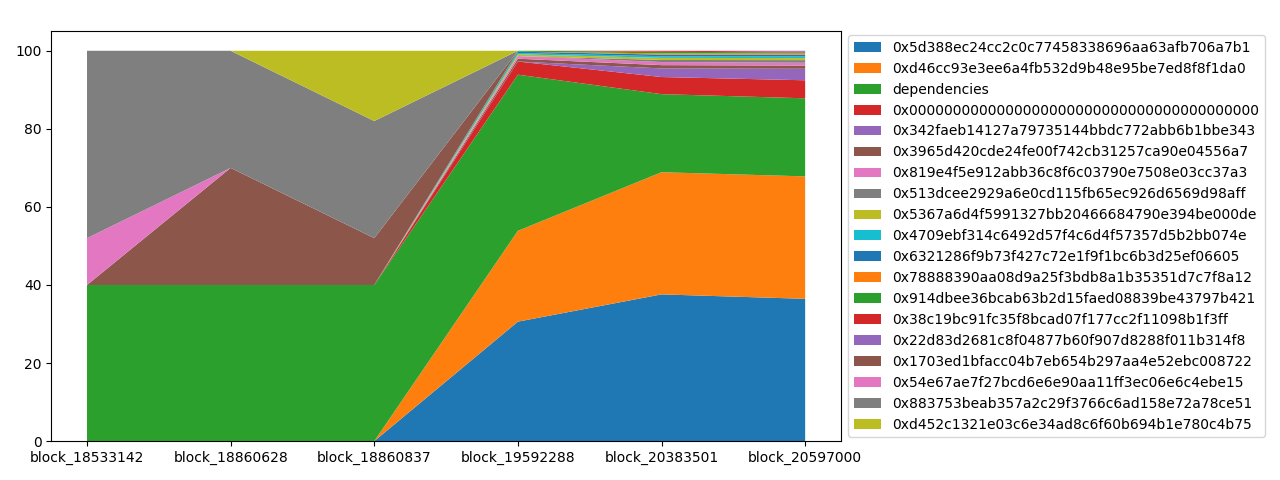 100
80
60
40
20
0
block_18533142 block_18860628 block_18860837 block_19592288 block_20383501 block_20597000
0x5d388ec24cc2c0c77458338696aa63afb706a7b1
0xd46cc93e3ee6a4fb532d9b48e95be7ed8f8f1da0
dependencies
0x0000000000000000000000000000000000000000
0x342faeb14127a79735144bbdc772abb6b1bbe343
0x3965d420cde24fe00f742cb31257ca90e04556a7
0x819e4f5e912abb36c8f6c03790e7508e03cc37a3
0x513dcee2929a6e0cd115fb65ec926d6569d98aff
0x5367a6d4f5991327bb20466684790e394be000de
0x4709ebf314c6492d57f4c6d4f57357d5b2bb074e
0x6321286f9b73f427c72e1f9f1bc6b3d25ef06605
0x78888390aa08d9a25f3bdb8a1b35351d7c7f8a12
0x914dbee36bcab63b2d15faed08839be43797b421
0x38c19bc91fc35f8bcad07f177cc2f11098b1f3ff
0x22d83d2681c8f04877b60f907d8288f011b314f8
0x1703ed1bfacc04b7eb654b297aa4e52ebc008722
0x54e67ae7f27bcd6e6e90aa11ff3ec06e6c4ebe15
0x883753beab357a2c29f3766c6ad158e72a78ce51
0xd452c1321e03c6e34ad8c6f60b694b1e780c4b75